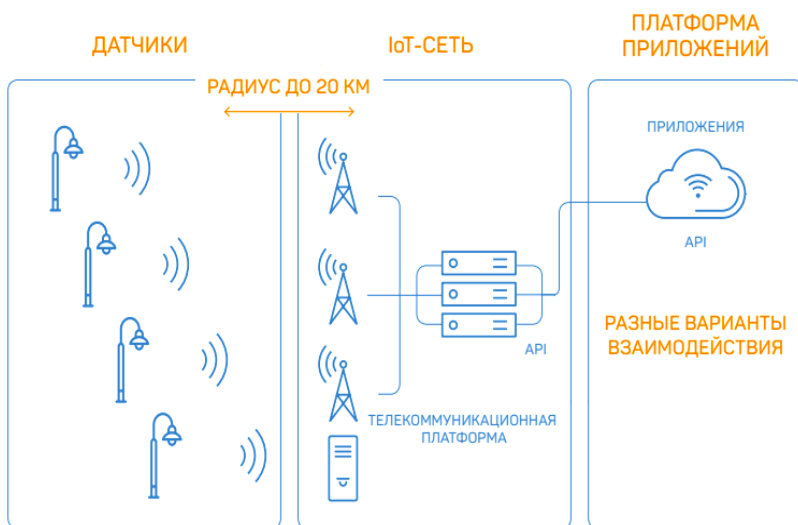 ДАТЧИКИ
IoT-СЕТЬ
ПЛАТФОРМА
ПРИЛОЖЕНИЙ
РАДИУС ДО 20 КМ
ПРИЛОЖЕНИЯ
API
API
ТЕЛЕКОММУНИКАЦИОННАЯ
ПЛАТФОРМА
РАЗНЫЕ ВАРИАНТЫ
ВЗАИМОДЕЙСТВИЯ